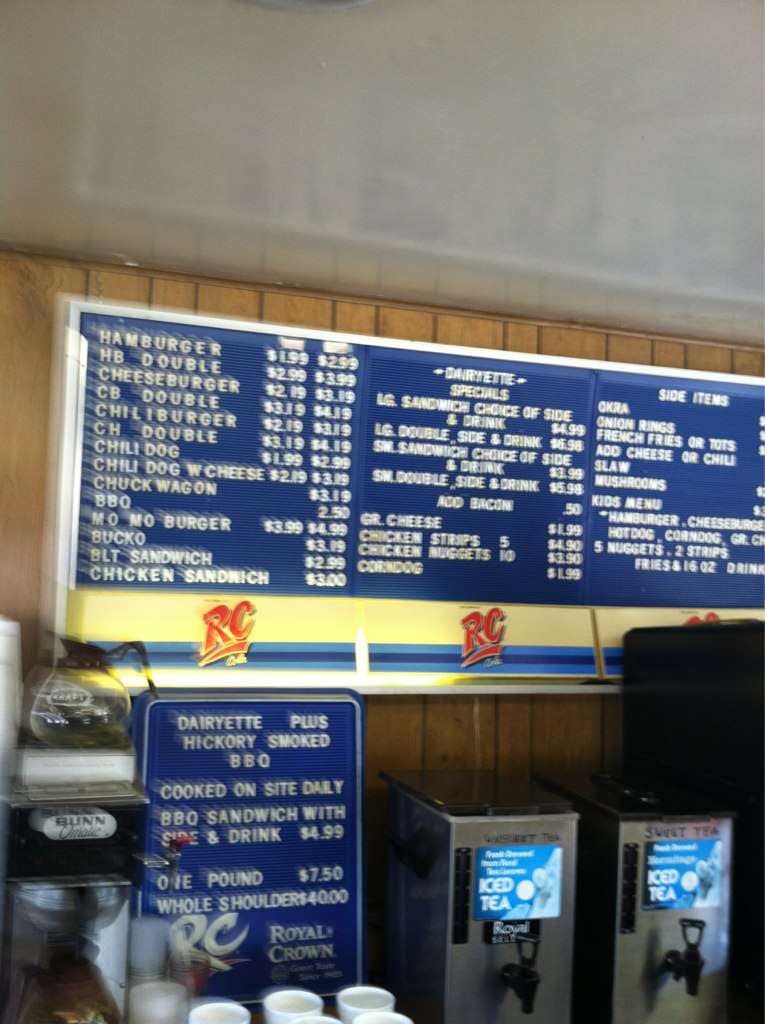 HAMBURGER $1.99 $2.99
HB DOUBLE $2.99 $3.99
CHEESEBURGER $2.19 $3.19
CB DOUBLE $3.19 $4.19
CHILIBURGER $2.19 $3.19
CH DOUBLE $3.19 $4.19
CHILI DOG $1.99 $2.99
CHILI DOG W CHEESE $2.19 $3.19
CHUCK WAGON $3.19
BBQ 2.50
MO MO BURGER $3.99 $4.99
BUCKO $3.19
BLT SANDWICH $2.99
CHICKEN SANDWICH $3.00
DAIRYETTE
SPECIALS
LG. SANDWICH CHOICE OF SIDE
& DRINK $4.99
LG. DOUBLE, SIDE & DRINK $6.98
SM. SANDWICH CHOICE OF SIDE
& DRINK $3.99
SM. DOUBLE, SIDE & DRINK $5.98
ADD BACON .50
GR. CHEESE $1.99
CHICKEN STRIPS 5 $4.90
CHICKEN NUGGETS 10 $3.90
CORNDOG $1.99
SIDE ITEMS
OKRA
ONION RINGS
FRENCH FRIES OR TOTS
ADD CHEESE OR CHILI
SLAW
MUSHROOMS
KIDS MENU
HAMBURGER, CHEESEBURGE
HOTDOG, CORNDOG, GR. CH
5 NUGGETS, 2 STRIPS
FRIES & 16 OZ DRINK
RC
Cola
RC
Cola
DAIRYETTE PLUS
HICKORY SMOKED
BBQ
COOKED ON SITE DAILY
BBQ SANDWICH WITH
SIDE & DRINK $4.99
ONE POUND $7.50
WHOLE SHOULDER $40.00
RC ROYAL
CROWN
BUNN
Omatic
UNSWEET TEA
ICED
TEA
Royal
SWEET TEA
ICED
TEA